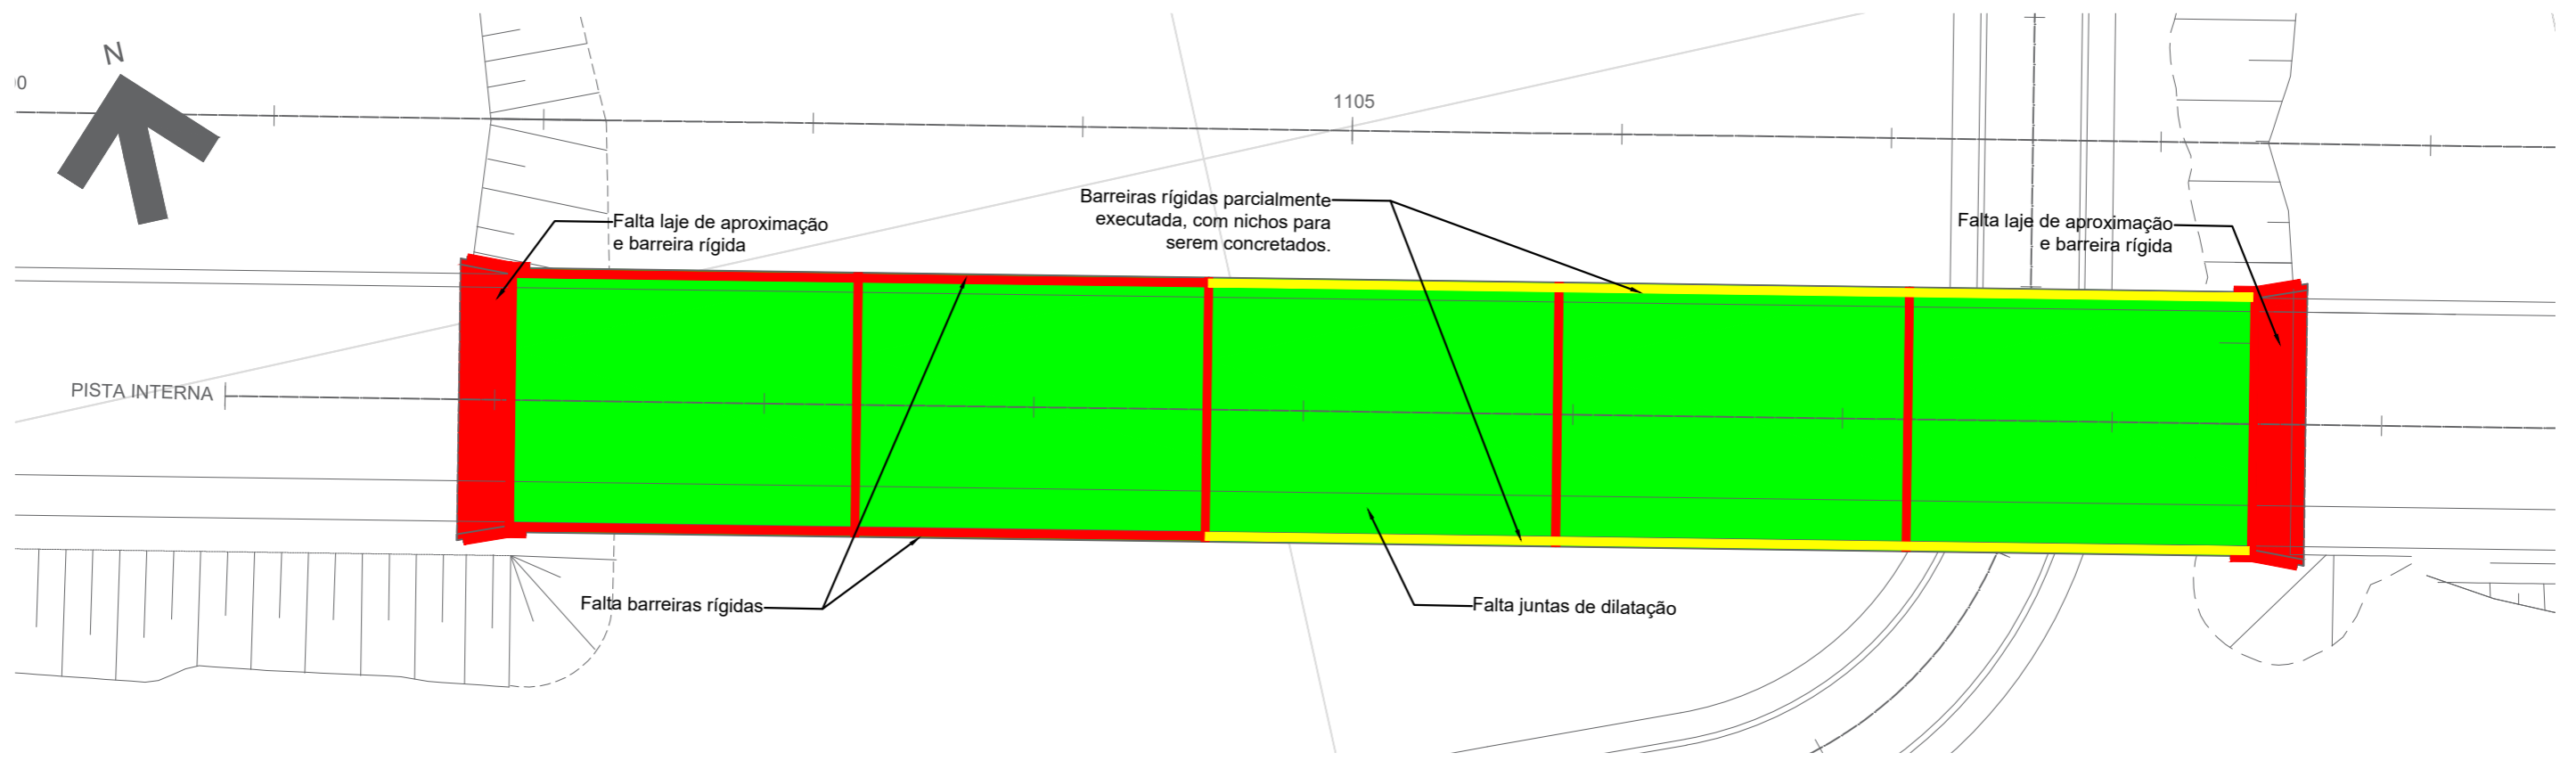 N
00
1105
Barreiras rígidas parcialmente
executada, com nichos para
serem concretados.
Falta laje de aproximação
e barreira rígida
Falta laje de aproximação
e barreira rígida
PISTA INTERNA
Falta barreiras rígidas
Falta juntas de dilatação